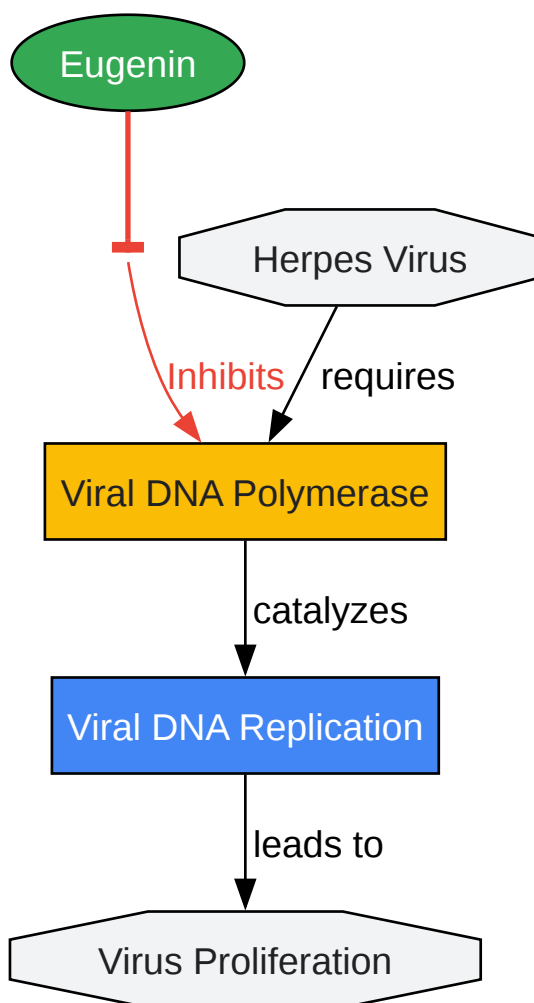 Eugenin
Herpes Virus
Inhibits
requires
Viral DNA Polymerase
catalyzes
Viral DNA Replication
leads to
Virus Proliferation